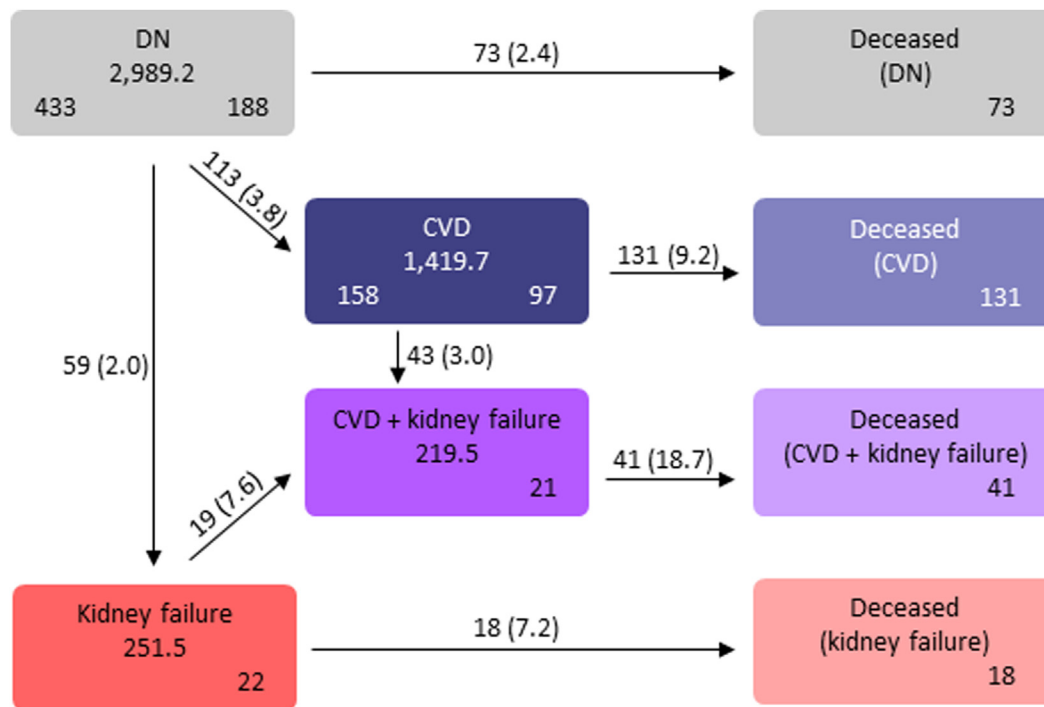 DN
2,989.2
433 188
73 (2.4)
Deceased
(DN)
73
113 (3.8)
CVD
1,419.7
158 97
131 (9.2)
Deceased
(CVD)
131
59 (2.0)
43 (3.0)
CVD + kidney failure
219.5
21
41 (18.7)
Deceased
(CVD + kidney failure)
41
19 (7.6)
Kidney failure
251.5
22
18 (7.2)
Deceased
(kidney failure)
18